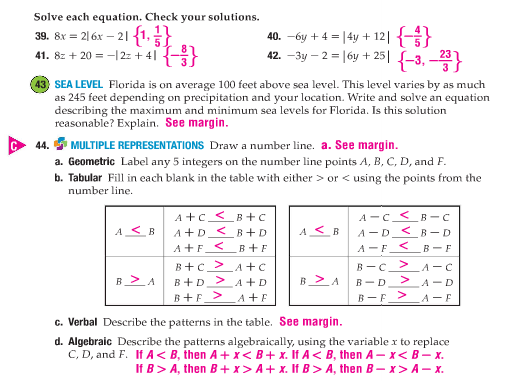 Solve each equation. Check your solutions.
39. 8x = 2|6x − 2| {1, 1/5}
40. −6y + 4 = |4y + 12| {−4/5}
41. 8z + 20 = −|2z + 4| {−8/3}
42. −3y − 2 = |6y + 25| {−3, −23/3}
43 SEA LEVEL Florida is on average 100 feet above sea level. This level varies by as much
as 245 feet depending on precipitation and your location. Write and solve an equation
describing the maximum and minimum sea levels for Florida. Is this solution
reasonable? Explain. See margin.
C 44. MULTIPLE REPRESENTATIONS Draw a number line. a. See margin.
a. Geometric Label any 5 integers on the number line points A, B, C, D, and F.
b. Tabular Fill in each blank in the table with either > or < using the points from the
number line.
A < B
A + C < B + C
A + D < B + D
A + F < B + F
B > A
B + C > A + C
B + D > A + D
B + F > A + F
A < B
A − C < B − C
A − D < B − D
A − F < B − F
B > A
B − C > A − C
B − D > A − D
B − F > A − F
c. Verbal Describe the patterns in the table. See margin.
d. Algebraic Describe the patterns algebraically, using the variable x to replace
C, D, and F. If A < B, then A + x < B + x. If A < B, then A − x < B − x.
If B > A, then B + x > A + x. If B > A, then B − x > A − x.